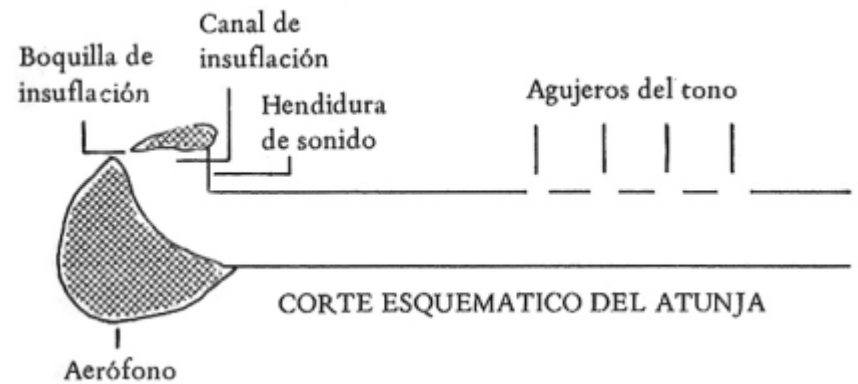 Canal de
insuflación
Boquilla de
insuflación
Hendidura
de sonido
Agujeros del tono
CORTE ESQUEMATICO DEL ATUNJA
Aerófono